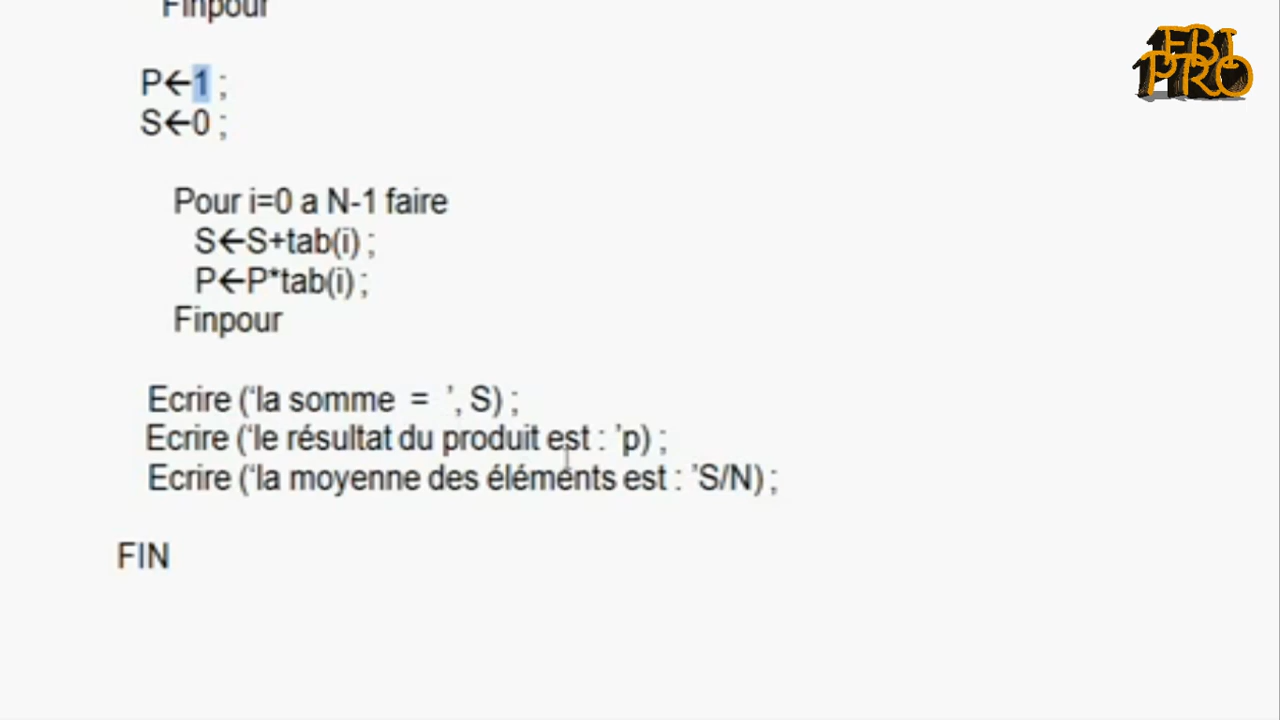 Finpour
P←1 ;
S←0 ;
Pour i=0 a N-1 faire
S←S+tab(i) ;
P←P*tab(i) ;
Finpour
Ecrire (‘la somme  =  ’, S) ;
Ecrire (‘le résultat du produit est : ’p) ;
Ecrire (‘la moyenne des éléments est : ’S/N) ;
FIN
FBI
PRO